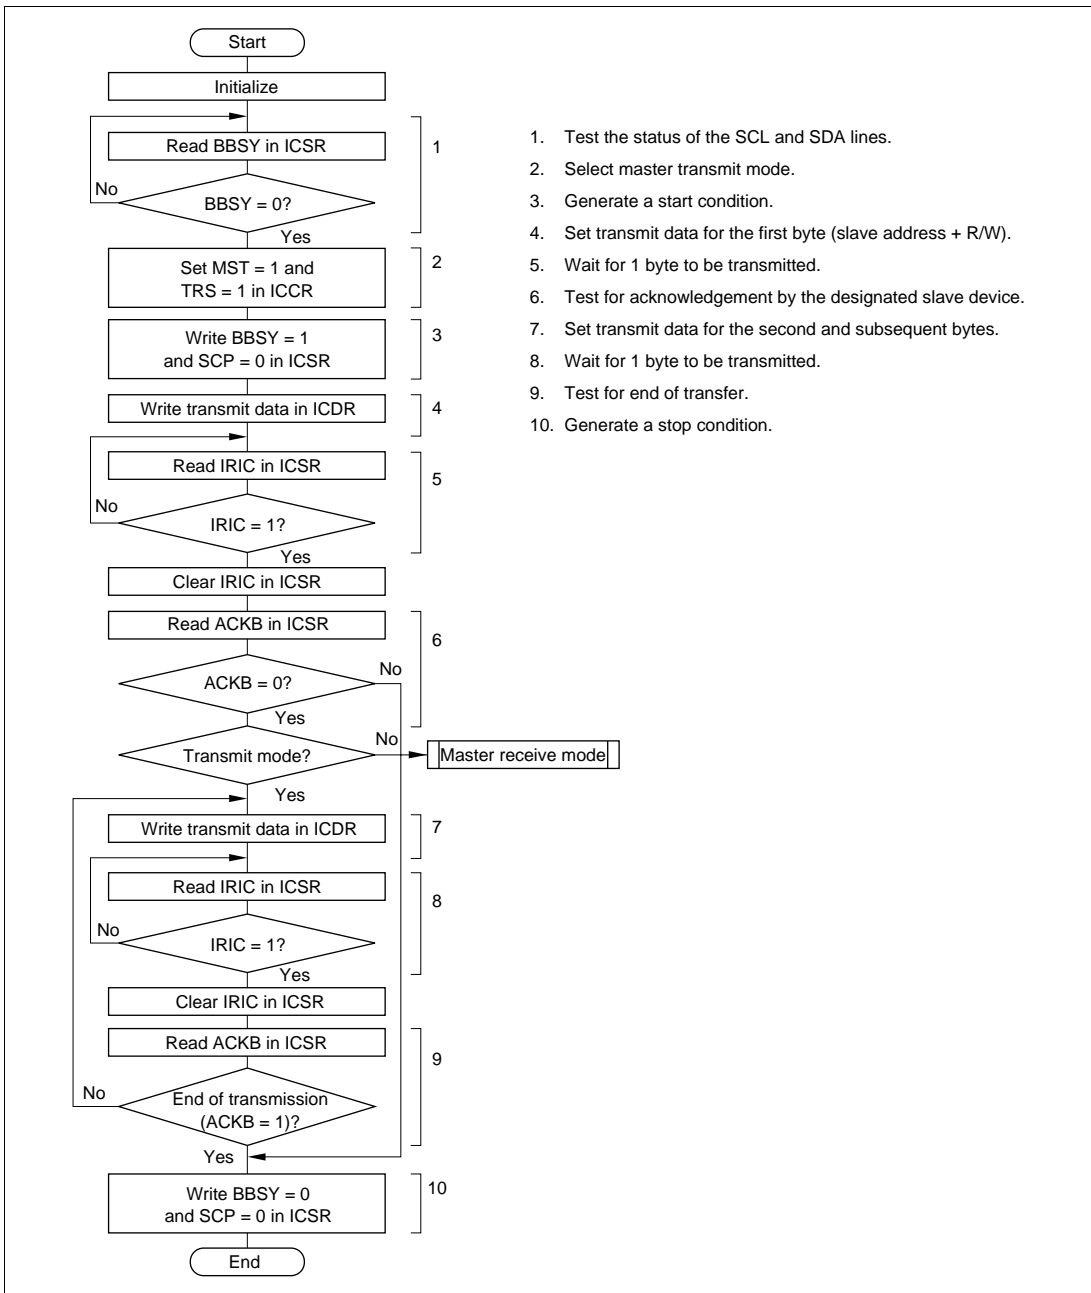 Start
Initialize
Read BBSY in ICSR
1
No
BBSY = 0?
Yes
Set MST = 1 and
TRS = 1 in ICCR
2
Write BBSY = 1
and SCP = 0 in ICSR
3
Write transmit data in ICDR
4
Read IRIC in ICSR
5
No
IRIC = 1?
Yes
Clear IRIC in ICSR
Read ACKB in ICSR
6
No
ACKB = 0?
Yes
Transmit mode?
No
Master receive mode
Yes
Write transmit data in ICDR
7
Read IRIC in ICSR
8
No
IRIC = 1?
Yes
Clear IRIC in ICSR
Read ACKB in ICSR
9
No
End of transmission
(ACKB = 1)?
Yes
Write BBSY = 0
and SCP = 0 in ICSR
10
End
1. Test the status of the SCL and SDA lines.
2. Select master transmit mode.
3. Generate a start condition.
4. Set transmit data for the first byte (slave address + R/W).
5. Wait for 1 byte to be transmitted.
6. Test for acknowledgement by the designated slave device.
7. Set transmit data for the second and subsequent bytes.
8. Wait for 1 byte to be transmitted.
9. Test for end of transfer.
10. Generate a stop condition.